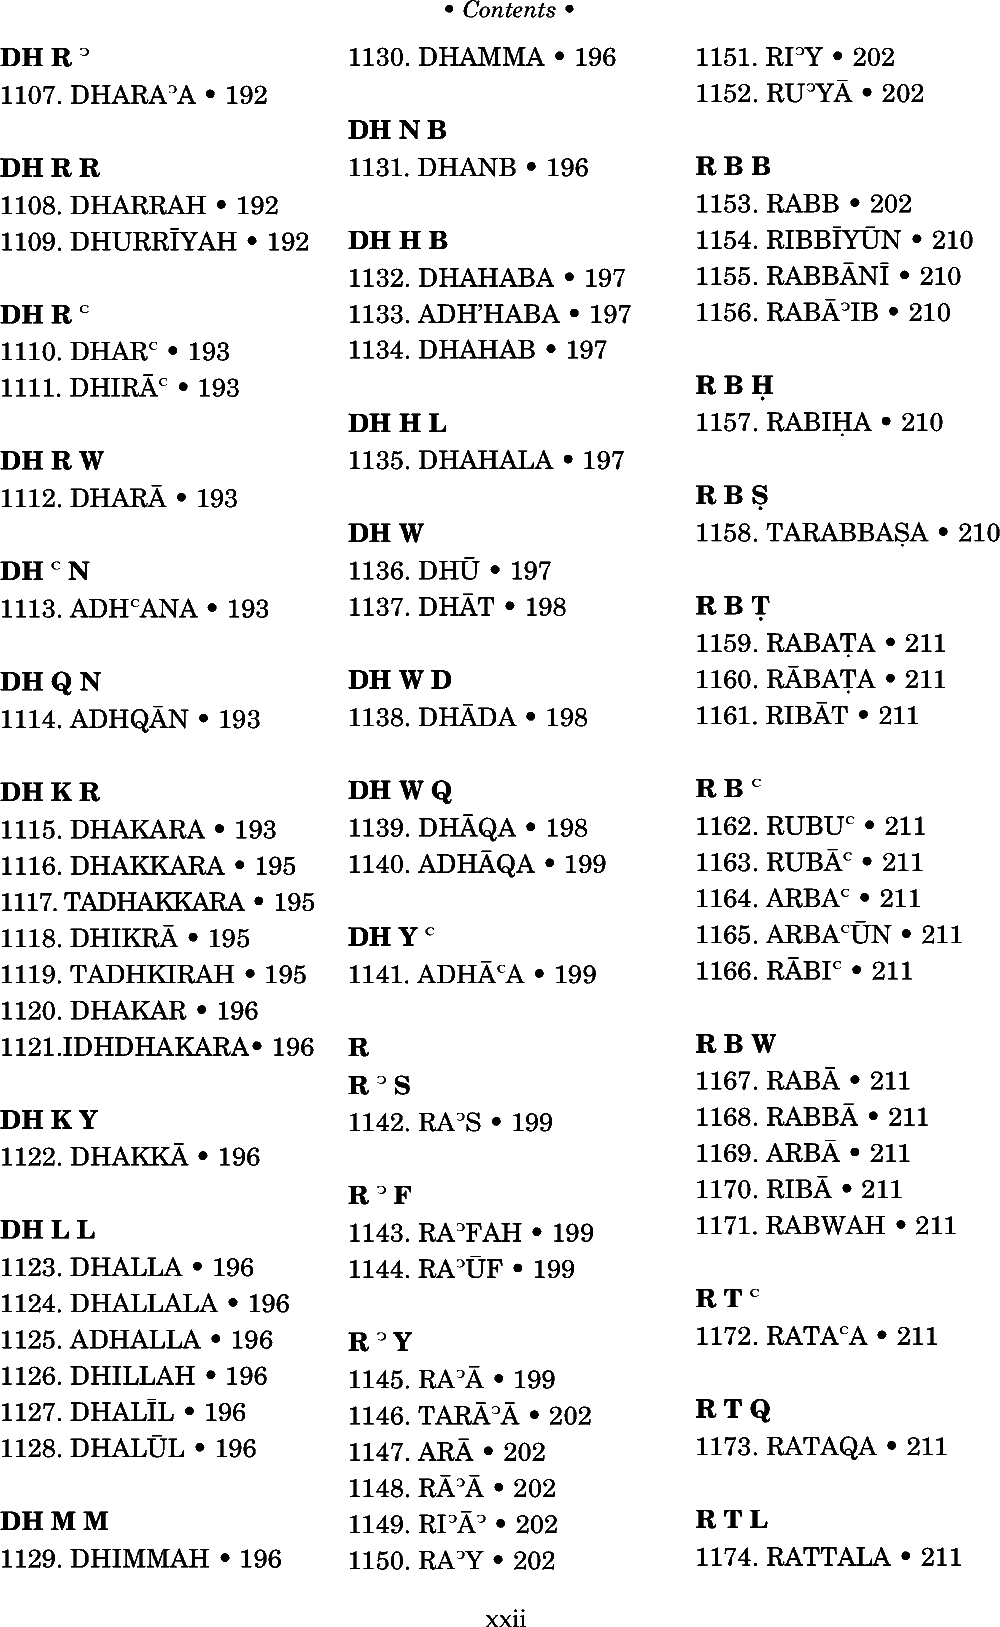 • Contents •
DH R ᵓ
1107. DHARAᵓA • 192
DH R R
1108. DHARRAH • 192
1109. DHURRĪYAH • 192
DH R ᶜ
1110. DHARᶜ • 193
1111. DHIRĀᶜ • 193
DH R W
1112. DHARĀ • 193
DH ᶜ N
1113. ADHᶜANA • 193
DH Q N
1114. ADHQĀN • 193
DH K R
1115. DHAKARA • 193
1116. DHAKKARA • 195
1117. TADHAKKARA • 195
1118. DHIKRĀ • 195
1119. TADHKIRAH • 195
1120. DHAKAR • 196
1121.IDHDHAKARA• 196
DH K Y
1122. DHAKKĀ • 196
DH L L
1123. DHALLA • 196
1124. DHALLALA • 196
1125. ADHALLA • 196
1126. DHILLAH • 196
1127. DHALĪL • 196
1128. DHALŪL • 196
DH M M
1129. DHIMMAH • 196
1130. DHAMMA • 196
DH N B
1131. DHANB • 196
DH H B
1132. DHAHABA • 197
1133. ADH’HABA • 197
1134. DHAHAB • 197
DH H L
1135. DHAHALA • 197
DH W
1136. DHŪ • 197
1137. DHĀT • 198
DH W D
1138. DHĀDA • 198
DH W Q
1139. DHĀQA • 198
1140. ADHĀQA • 199
DH Y ᶜ
1141. ADHĀᶜA • 199
R
R ᵓ S
1142. RAᵓS • 199
R ᵓ F
1143. RAᵓFAH • 199
1144. RAᵓŪF • 199
R ᵓ Y
1145. RAᵓĀ • 199
1146. TARĀᵓĀ • 202
1147. ARĀ • 202
1148. RĀᵓĀ • 202
1149. RIᵓĀᵓ • 202
1150. RAᵓY • 202
1151. RIᵓY • 202
1152. RUᵓYĀ • 202
R B B
1153. RABB • 202
1154. RIBBĪYŪN • 210
1155. RABBĀNĪ • 210
1156. RABĀᵓIB • 210
R B Ḥ
1157. RABIḤA • 210
R B Ṣ
1158. TARABBAṢA • 210
R B Ṭ
1159. RABAṬA • 211
1160. RĀBAṬA • 211
1161. RIBĀT • 211
R B ᶜ
1162. RUBUᶜ • 211
1163. RUBĀᶜ • 211
1164. ARBAᶜ • 211
1165. ARBAᶜŪN • 211
1166. RĀBIᶜ • 211
R B W
1167. RABĀ • 211
1168. RABBĀ • 211
1169. ARBĀ • 211
1170. RIBĀ • 211
1171. RABWAH • 211
R T ᶜ
1172. RATAᶜA • 211
R T Q
1173. RATAQA • 211
R T L
1174. RATTALA • 211
xxii